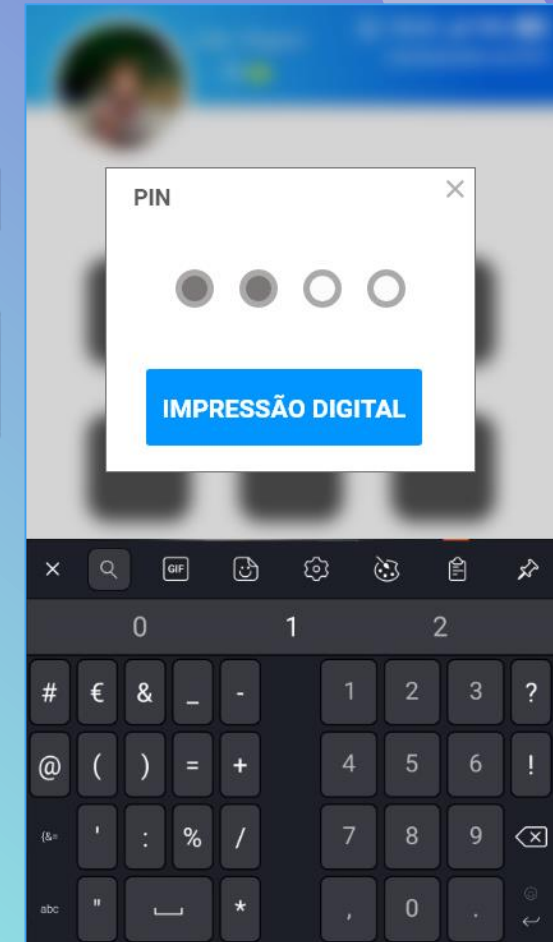 PIN
IMPRESSÃO DIGITAL
GIF
0 1 2
# € & _ - 1 2 3 ?
@ ( ) = + 4 5 6 !
{&= ' : % / 7 8 9
abc " * , 0 .